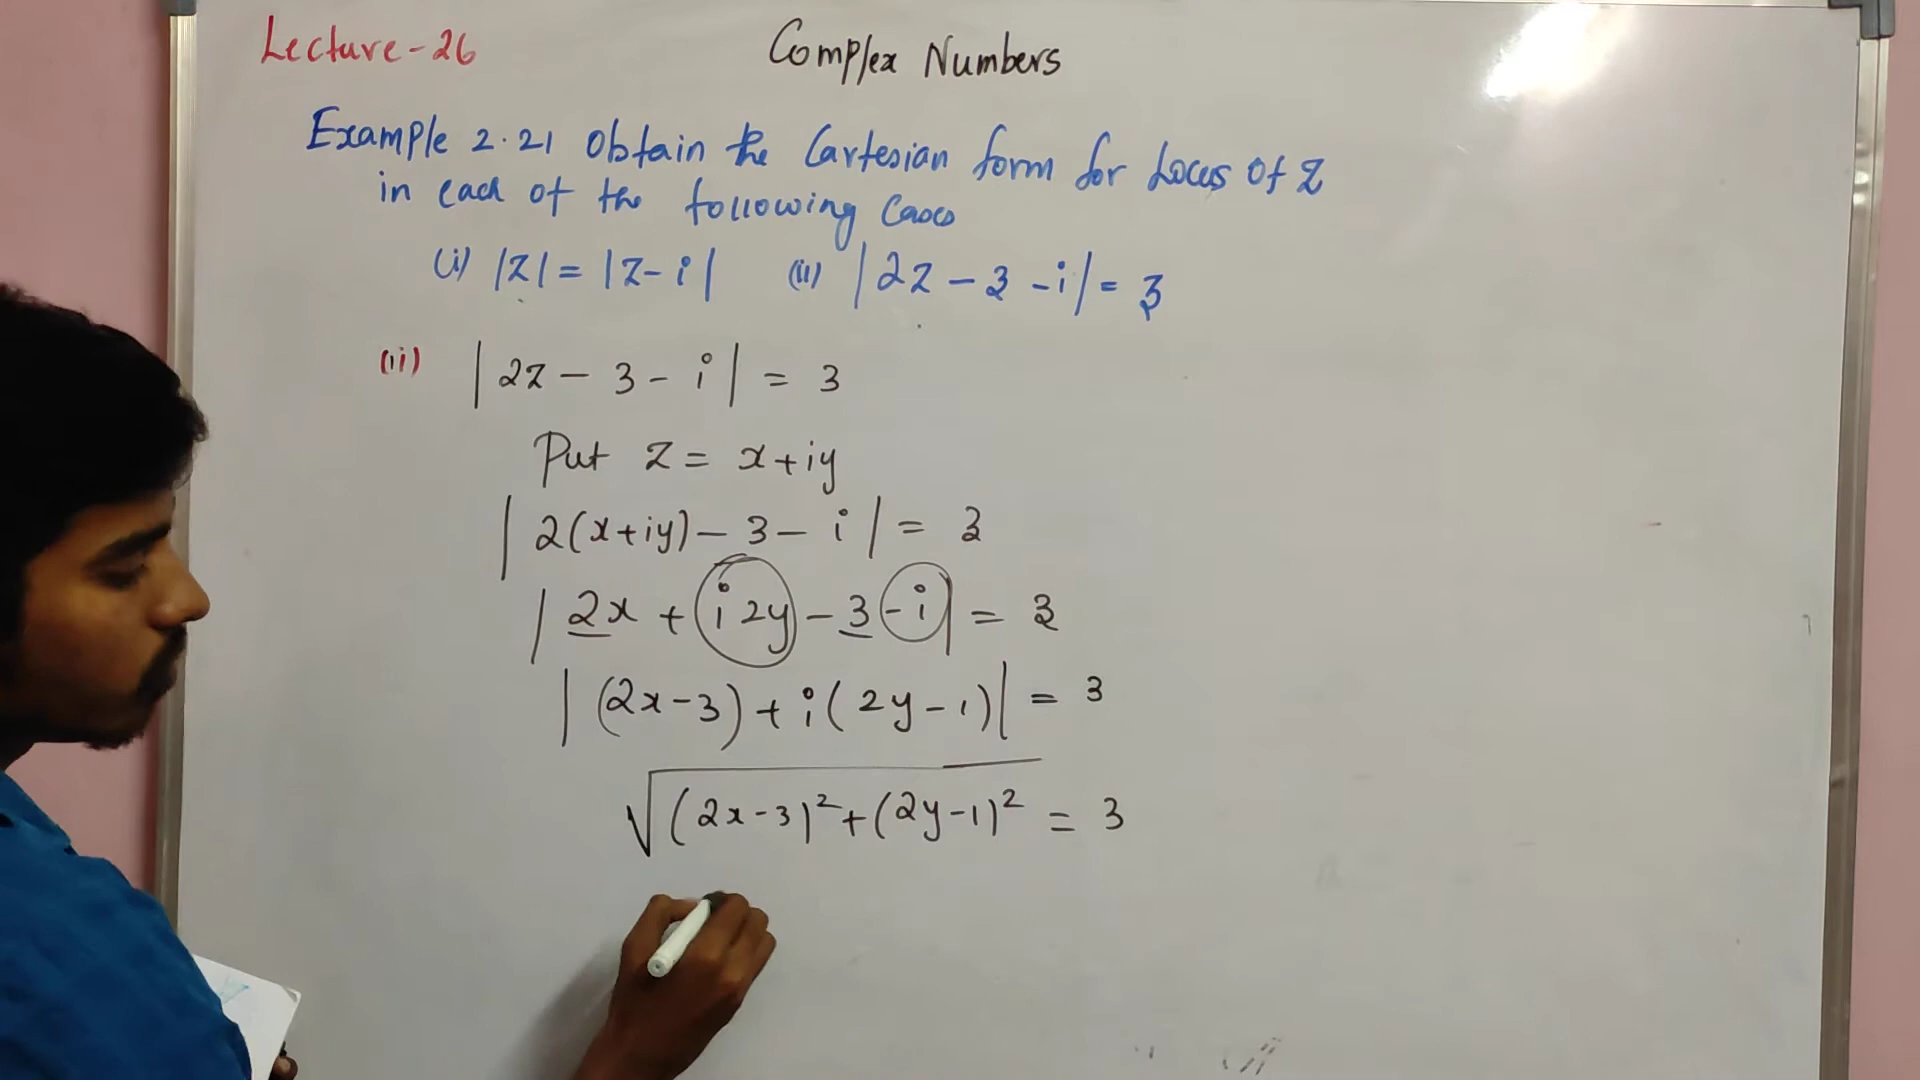 Lecture-26
Complex Numbers
Example 2.21 Obtain the Cartesian form for Locus of z
in each of the following cases
(i) |z| = |z-i| (ii) |2z - 3 - i| = 3
(ii) |2z - 3 - i| = 3
Put z = x+iy
|2(x+iy) - 3 - i| = 3
|2x + i2y - 3 - i| = 3
|(2x-3) + i(2y-1)| = 3
√(2x-3)² + (2y-1)² = 3